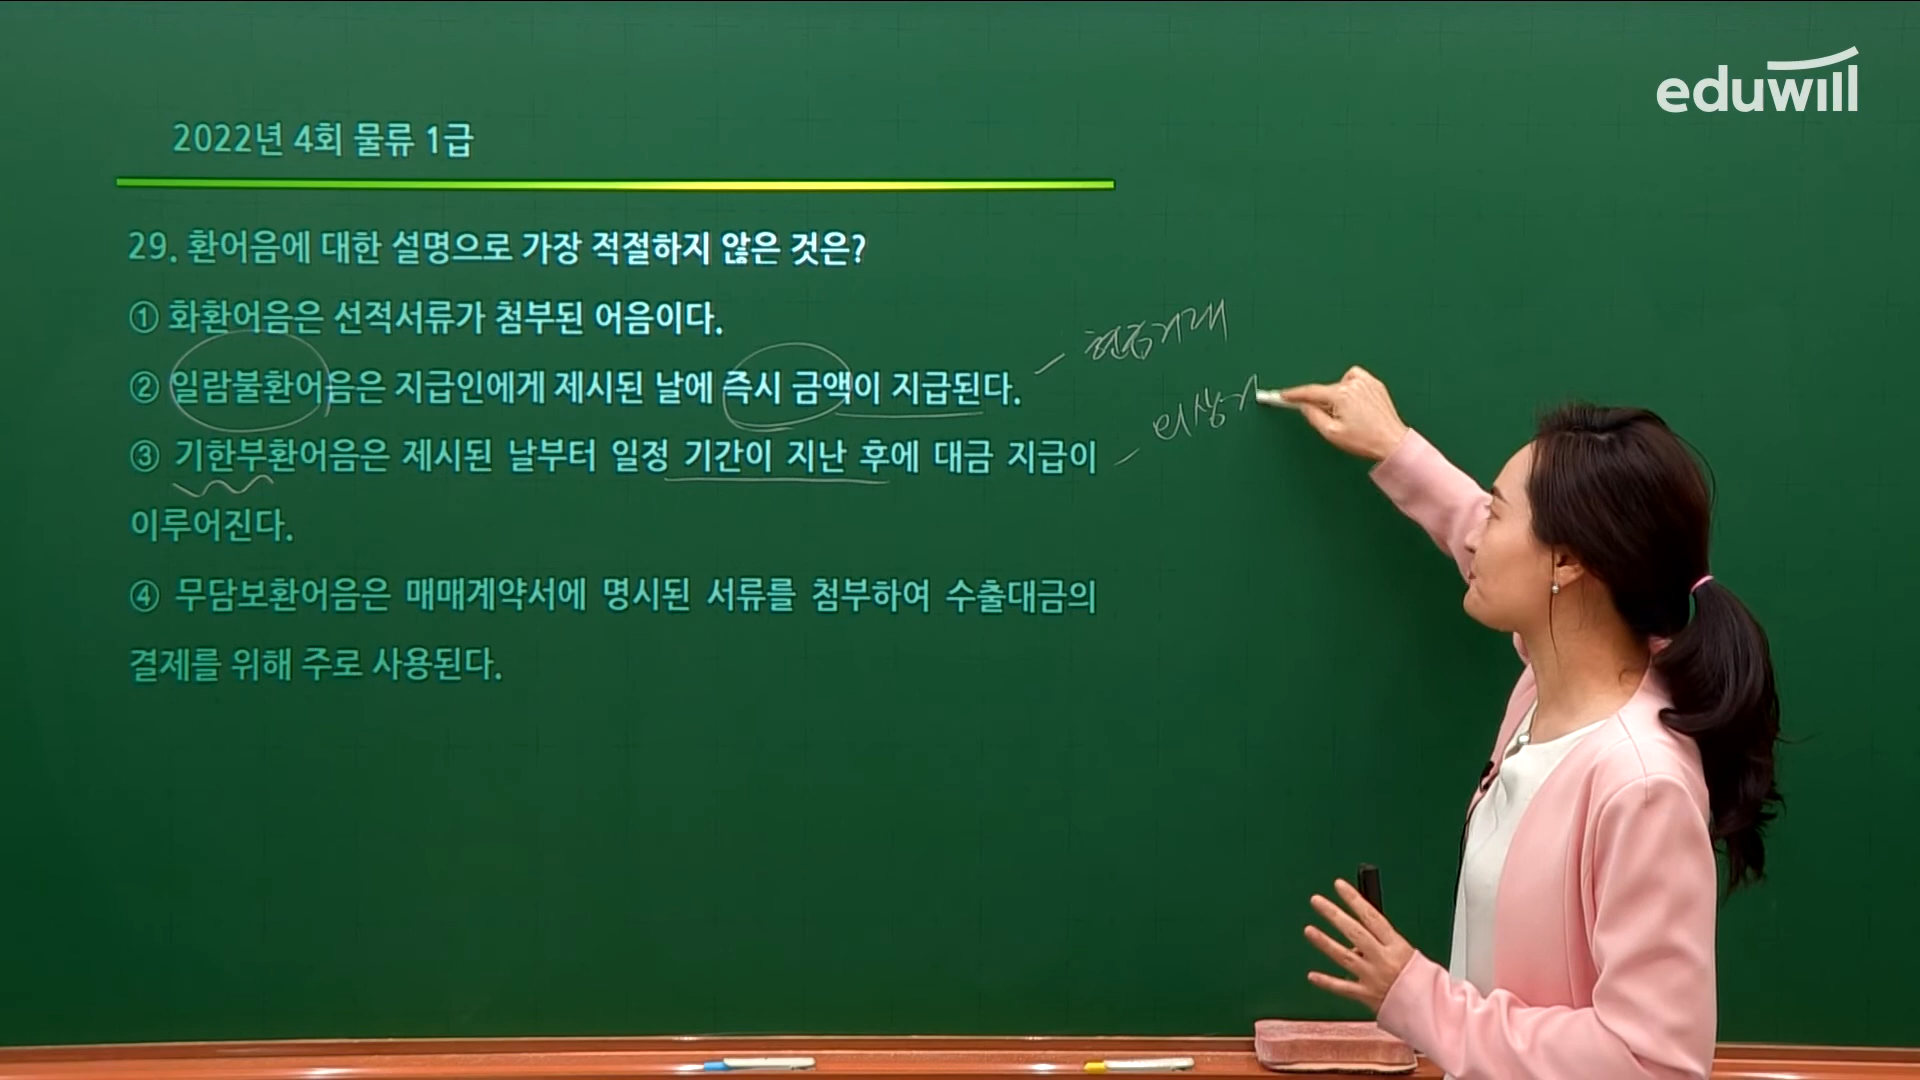 eduwill
2022년 4회 물류 1급
29. 환어음에 대한 설명으로 가장 적절하지 않은 것은?
① 화환어음은 선적서류가 첨부된 어음이다.
현금거래
② 일람불환어음은 지급인에게 제시된 날에 즉시 금액이 지급된다.
외상거
③ 기한부환어음은 제시된 날부터 일정 기간이 지난 후에 대금 지급이
이루어진다.
④ 무담보환어음은 매매계약서에 명시된 서류를 첨부하여 수출대금의
결제를 위해 주로 사용된다.